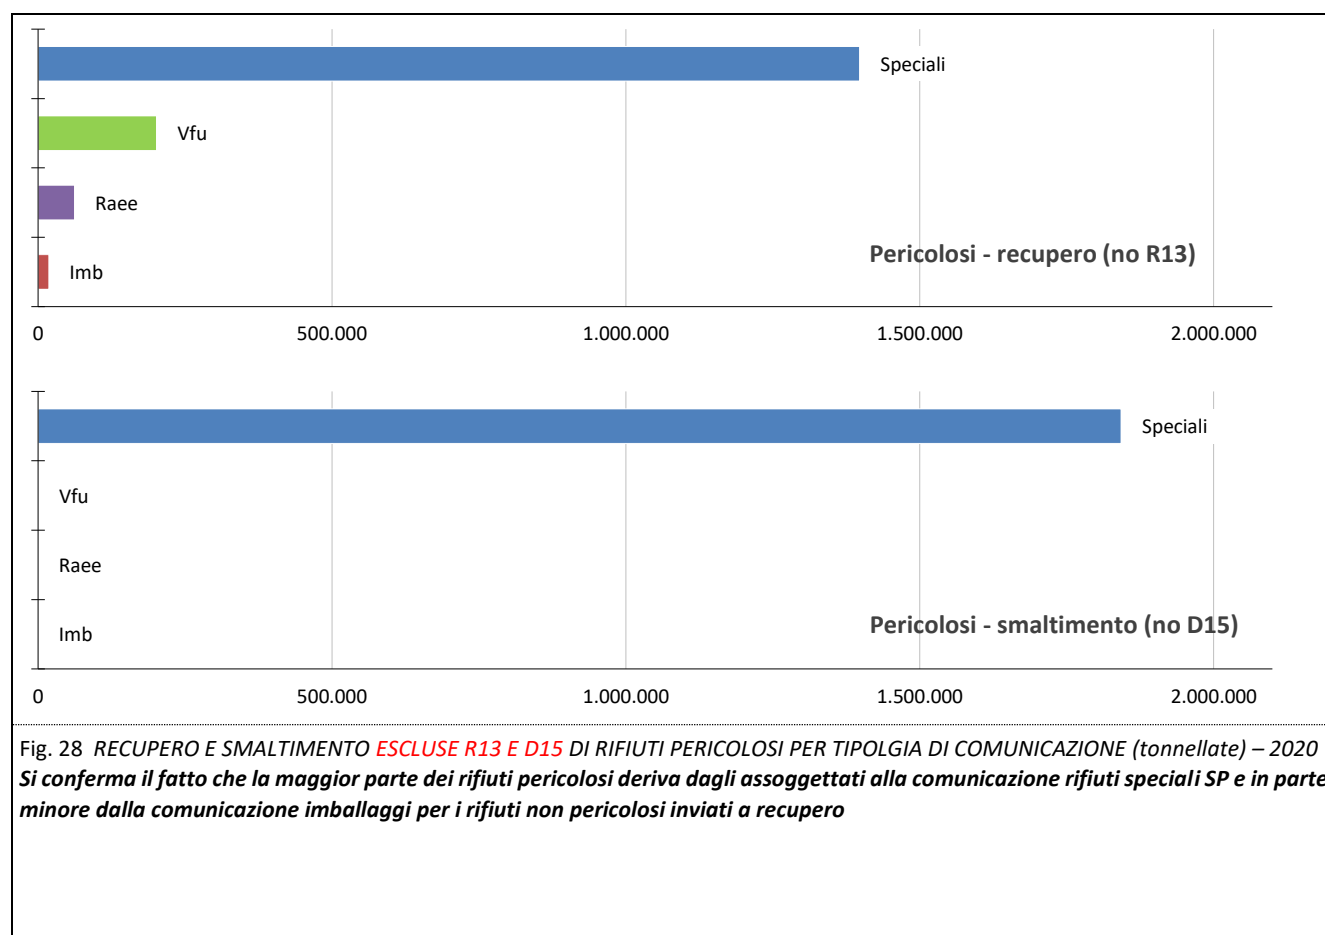 Speciali
Vfu
Raee
Pericolosi - recupero (no R13)
Imb
0 500.000 1.000.000 1.500.000 2.000.000
Speciali
Vfu
Raee
Pericolosi - smaltimento (no D15)
Imb
0 500.000 1.000.000 1.500.000 2.000.000
Fig. 28 RECUPERO E SMALTIMENTO ESCLUSE R13 E D15 DI RIFIUTI PERICOLOSI PER TIPOLGIA DI COMUNICAZIONE (tonnellate) – 2020
Si conferma il fatto che la maggior parte dei rifiuti pericolosi deriva dagli assoggettati alla comunicazione rifiuti speciali SP e in parte
minore dalla comunicazione imballaggi per i rifiuti non pericolosi inviati a recupero